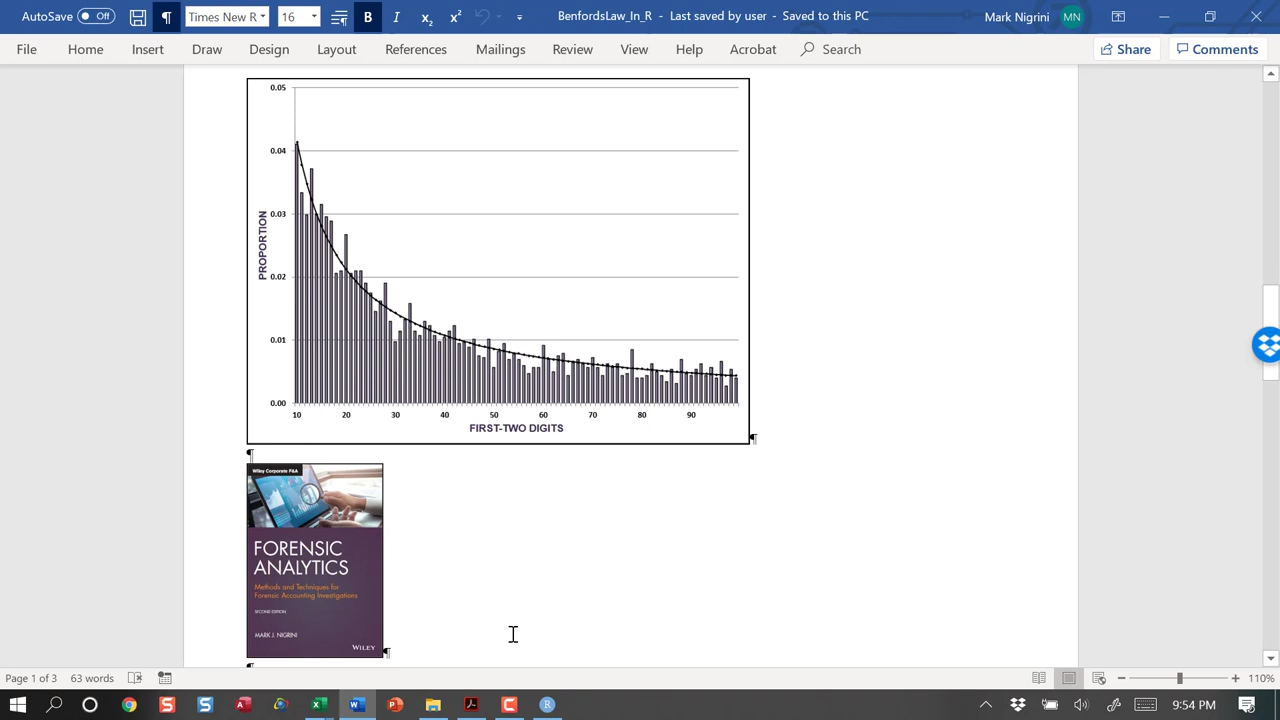 AutoSave Off Times New R 16 B I x₂ x² BenfordsLaw_In_R - Last saved by user - Saved to this PC Mark Nigrini MN
File Home Insert Draw Design Layout References Mailings Review View Help Acrobat Search Share Comments
0.05
0.04
0.03
0.02
0.01
0.00
PROPORTION
10 20 30 40 50 60 70 80 90
FIRST-TWO DIGITS
¶
¶
Wiley Corporate F&A
FORENSIC
ANALYTICS
Methods and Techniques for
Forensic Accounting Investigations
SECOND EDITION
MARK J. NIGRINI
WILEY
¶
Page 1 of 3 63 words 110%
9:54 PM